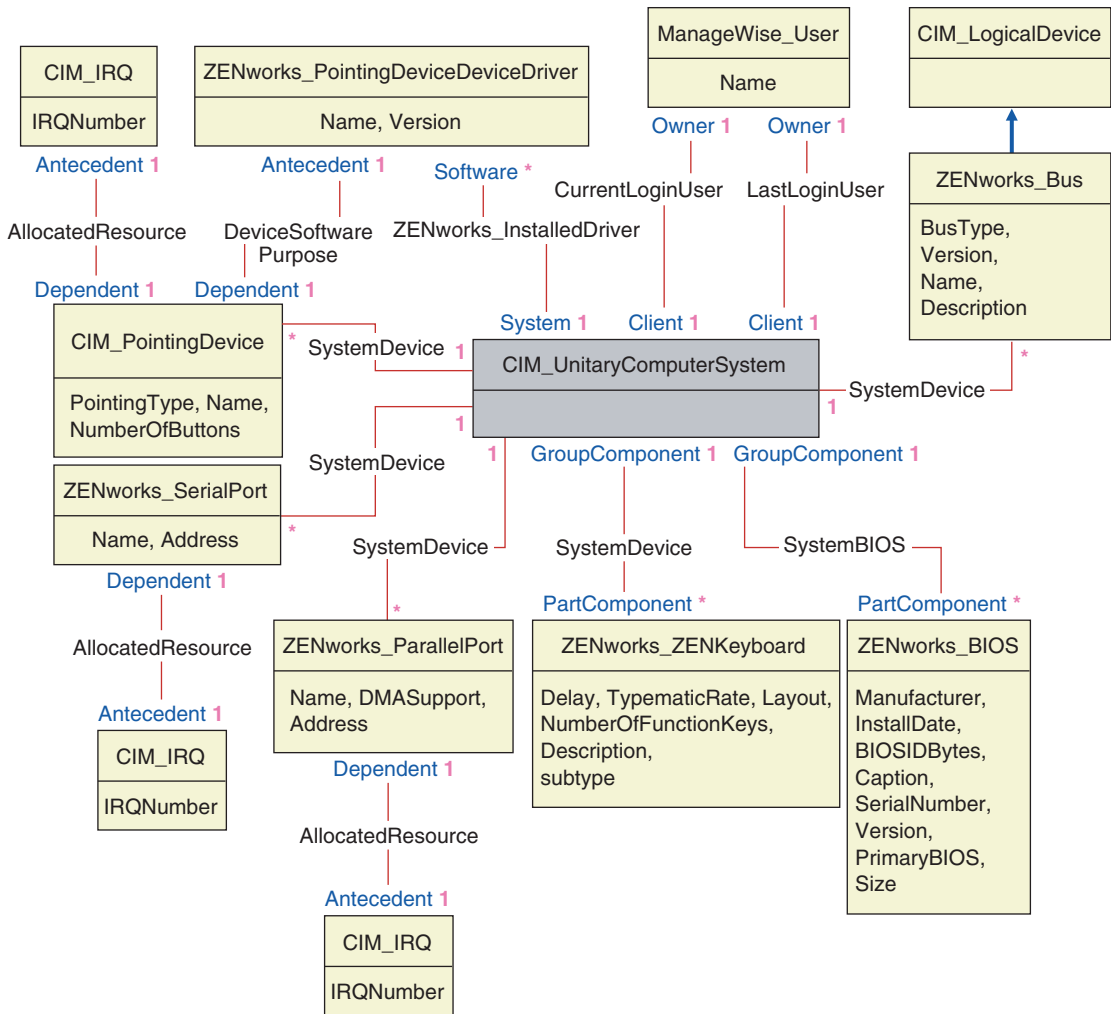 CIM_IRQ
IRQNumber
Antecedent 1
AllocatedResource
Dependent 1
ZENworks_PointingDeviceDeviceDriver
Name, Version
Antecedent 1
DeviceSoftware
Purpose
Dependent 1
Software *
ZENworks_InstalledDriver
System 1
ManageWise_User
Name
Owner 1
CurrentLoginUser
Client 1
Owner 1
LastLoginUser
Client 1
CIM_LogicalDevice
ZENworks_Bus
BusType,
Version,
Name,
Description
*
SystemDevice
1
CIM_PointingDevice
PointingType, Name,
NumberOfButtons
*
SystemDevice
1
CIM_UnitaryComputerSystem
1
SystemDevice
*
ZENworks_SerialPort
Name, Address
Dependent 1
AllocatedResource
Antecedent 1
CIM_IRQ
IRQNumber
1
SystemDevice
*
ZENworks_ParallelPort
Name, DMASupport,
Address
Dependent 1
AllocatedResource
Antecedent 1
CIM_IRQ
IRQNumber
GroupComponent 1
SystemDevice
PartComponent *
ZENworks_ZENKeyboard
Delay, TypematicRate, Layout,
NumberOfFunctionKeys,
Description,
subtype
GroupComponent 1
SystemBIOS
PartComponent *
ZENworks_BIOS
Manufacturer,
InstallDate,
BIOSIDBytes,
Caption,
SerialNumber,
Version,
PrimaryBIOS,
Size